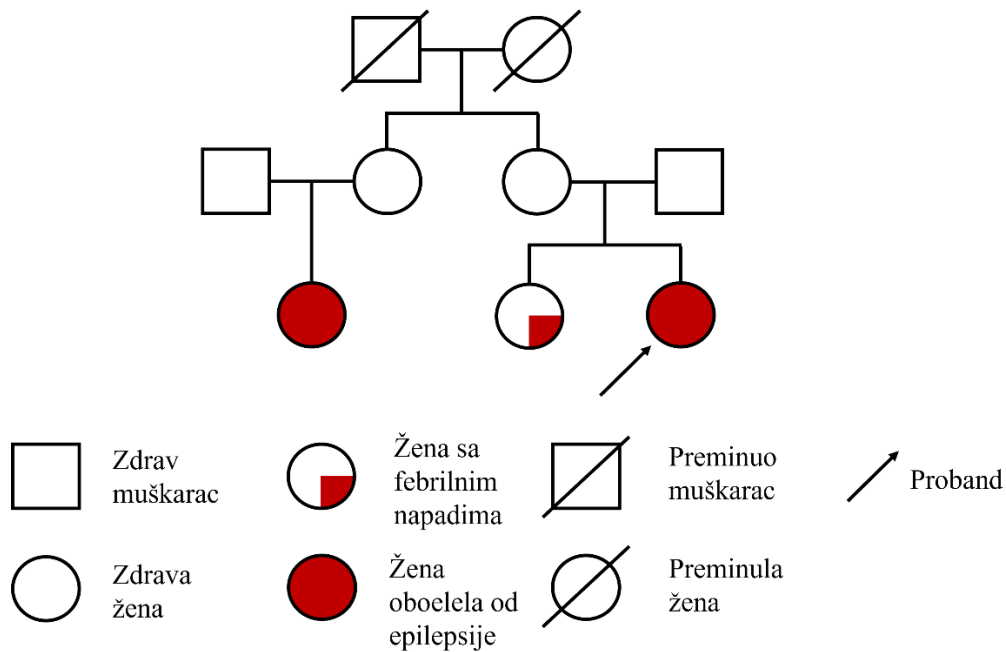 Zdrav
muškarac
Žena sa
febrilnim
napadima
Preminuo
muškarac
Proband
Zdrava
žena
Žena
obolela od
epilepsije
Preminula
žena